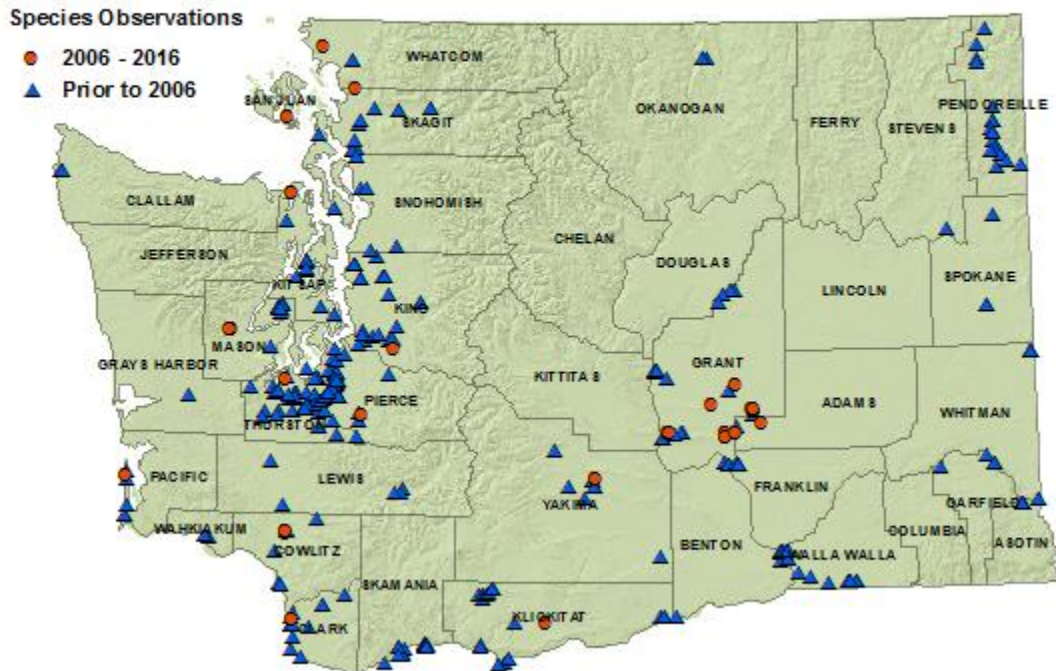 Species Observations
2006 - 2016
Prior to 2006
WHATCOM
SAN JUAN
SKAGIT
OKANOGAN
FERRY
STEVENS
PEND OREILLE
CLALLAM
SNOHOMISH
CHELAN
JEFFERSON
KITSAP
DOUGLAS
LINCOLN
SPOKANE
KING
MASON
GRAYS HARBOR
GRANT
KITTITAS
PIERCE
ADAMS
WHITMAN
THURSTON
PACIFIC
LEWIS
YAKIMA
FRANKLIN
GARFIELD
WAHKIAKUM
COWLITZ
BENTON
COLUMBIA
WALLA WALLA
ASOTIN
SKAMANIA
KLICKITAT
CLARK